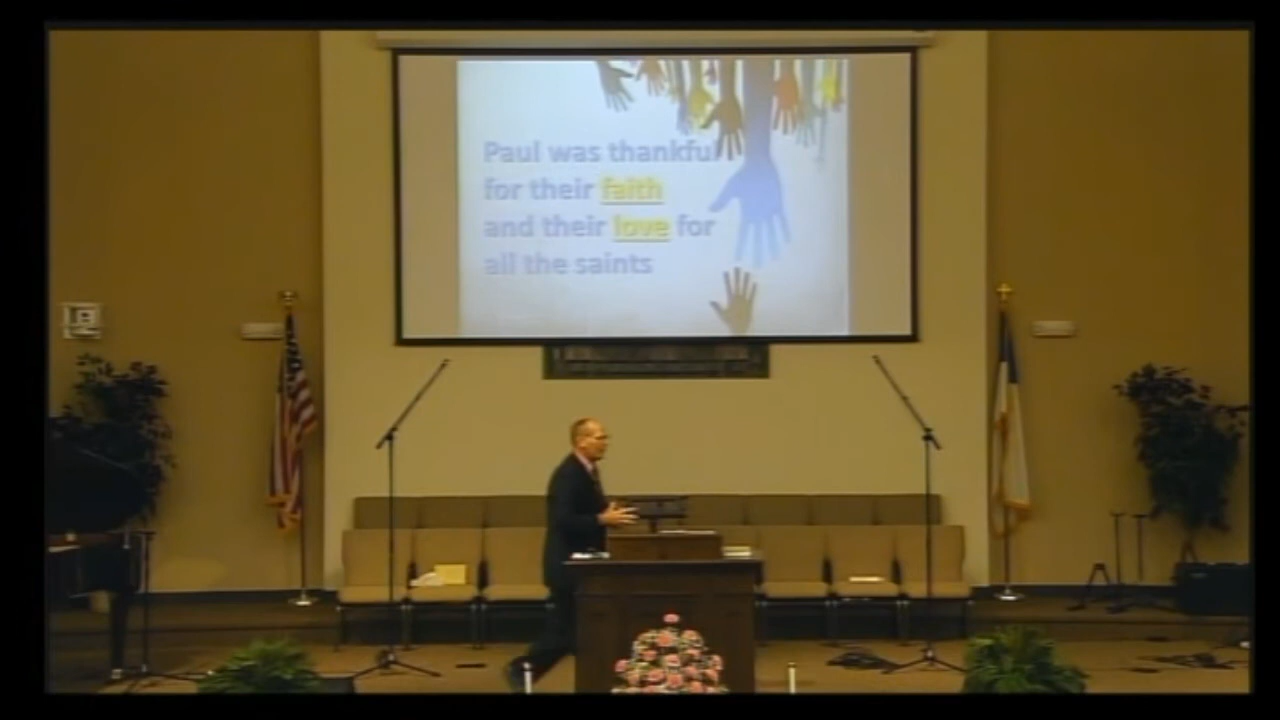 Paul was thankful
for their faith
and their love for
all the saints